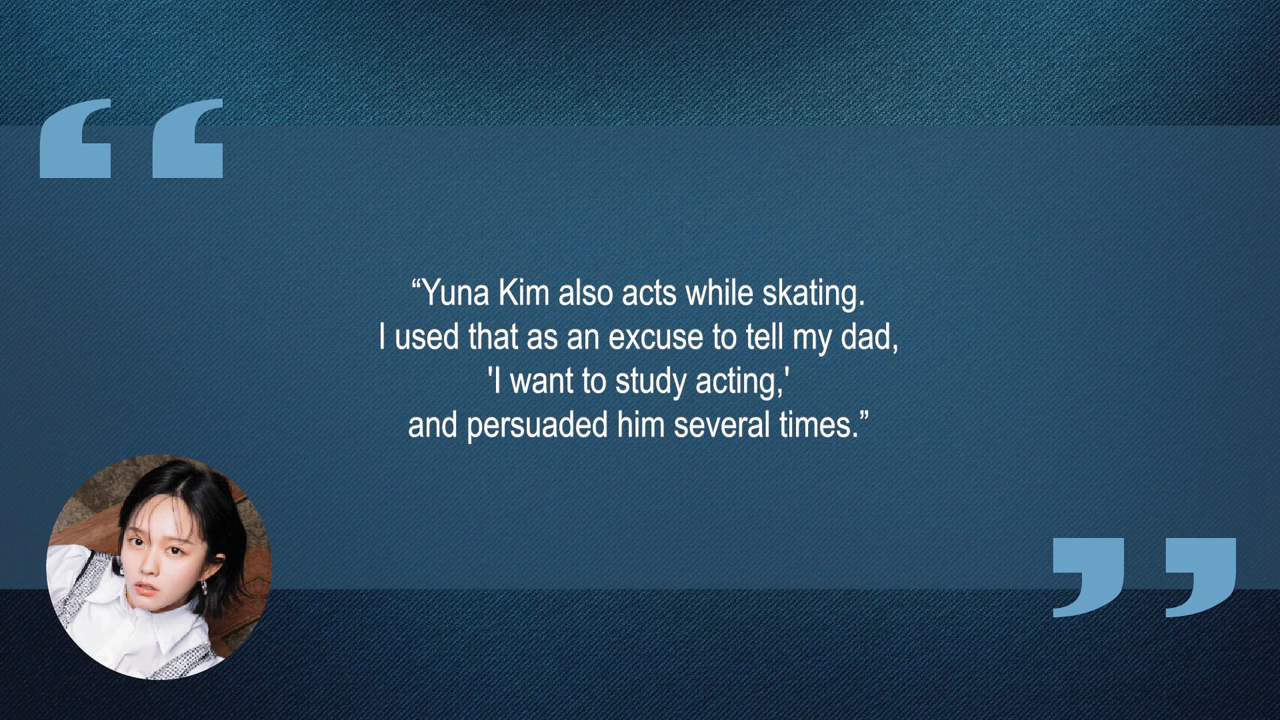 “Yuna Kim also acts while skating.
I used that as an excuse to tell my dad,
'I want to study acting,'
and persuaded him several times.”